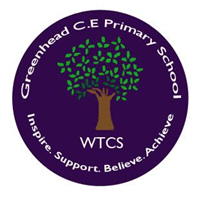 Greenhead C.E Primary School
WTCS
Inspire. Support. Believe. Achieve